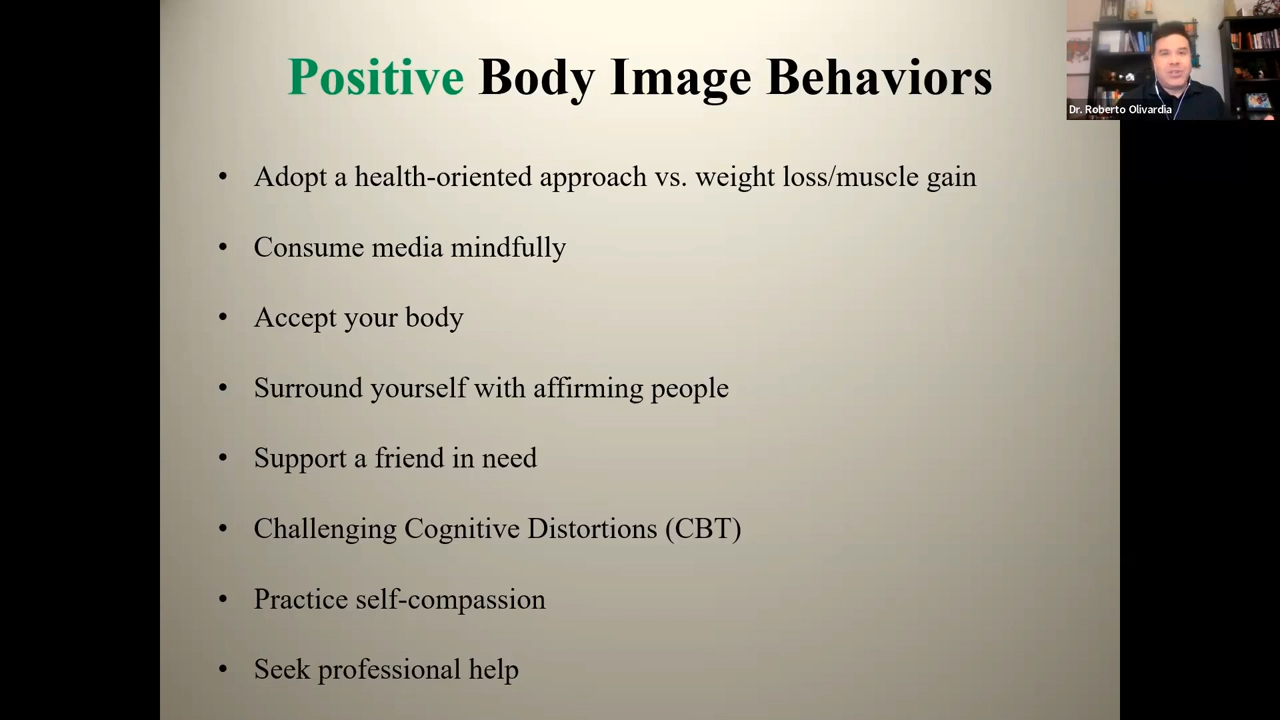 Positive Body Image Behaviors
Dr. Roberto Olivardia
• Adopt a health-oriented approach vs. weight loss/muscle gain
• Consume media mindfully
• Accept your body
• Surround yourself with affirming people
• Support a friend in need
• Challenging Cognitive Distortions (CBT)
• Practice self-compassion
• Seek professional help